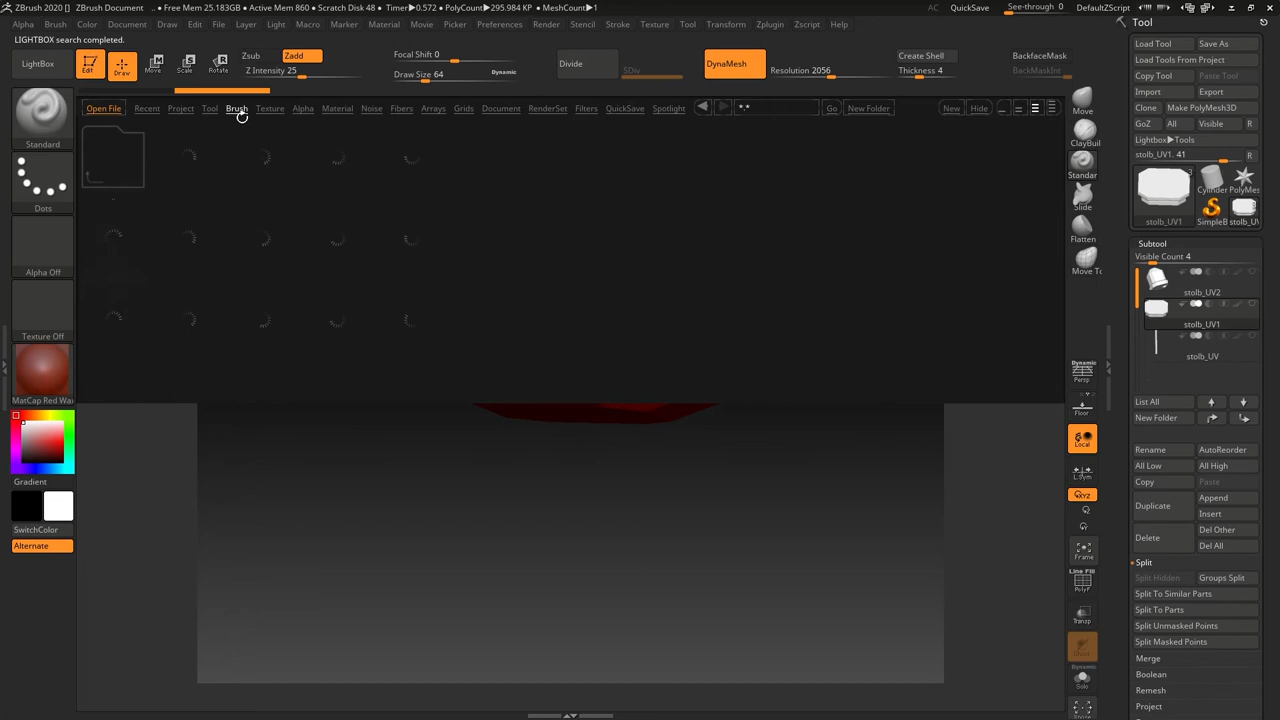 ZBrush 2020 [] ZBrush Document .. • Free Mem 25.183GB • Active Mem 860 • Scratch Disk 48 • Timer▶0.572 • PolyCount▶295.984 KP • MeshCount▶1 AC QuickSave See-through 0 Menus DefaultZScript
Alpha Brush Color Document Draw Edit File Layer Light Macro Marker Material Movie Picker Preferences Render Stencil Stroke Texture Tool Transform Zplugin Zscript Help
LIGHTBOX search completed.
LightBox Edit Draw Move Scale Rotate
Zsub Zadd
Z Intensity 25
Focal Shift 0
Draw Size 64 Dynamic
Divide SDiv
DynaMesh Resolution 2056
Create Shell
Thickness 4
BackfaceMask
BackMaskInt
Open File Recent Project Tool Brush Texture Alpha Material Noise Fibers Arrays Grids Document RenderSet Filters QuickSave Spotlight *.* Go New Folder New Hide
Standard
Dots
Alpha Off
Texture Off
MatCap Red Wa
Gradient
SwitchColor
Alternate
Move
ClayBuil
Standar
Slide
Flatten
Move To
Dynamic
Persp
Floor
Local
L.Sym
XYZ
Frame
Line Fill
PolyF
Transp
Ghost
Dynamic
Solo
Tool
Load Tool Save As
Load Tools From Project
Copy Tool Paste Tool
Import Export
Clone Make PolyMesh3D
GoZ All Visible R
Lightbox▶Tools
stolb_UV1. 41 R
3
stolb_UV1
Cylinder PolyMes
SimpleB stolb_U
Subtool
Visible Count 4
stolb_UV2
stolb_UV1
stolb_UV
List All
New Folder
Rename AutoReorder
All Low All High
Copy Paste
Duplicate Append
Insert
Delete Del Other
Del All
Split
Split Hidden Groups Split
Split To Similar Parts
Split To Parts
Split Unmasked Points
Split Masked Points
Merge
Boolean
Remesh
Project